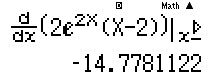 D Math ▲
d/dx(2e^2X(X-2))|x▷
-14.7781122